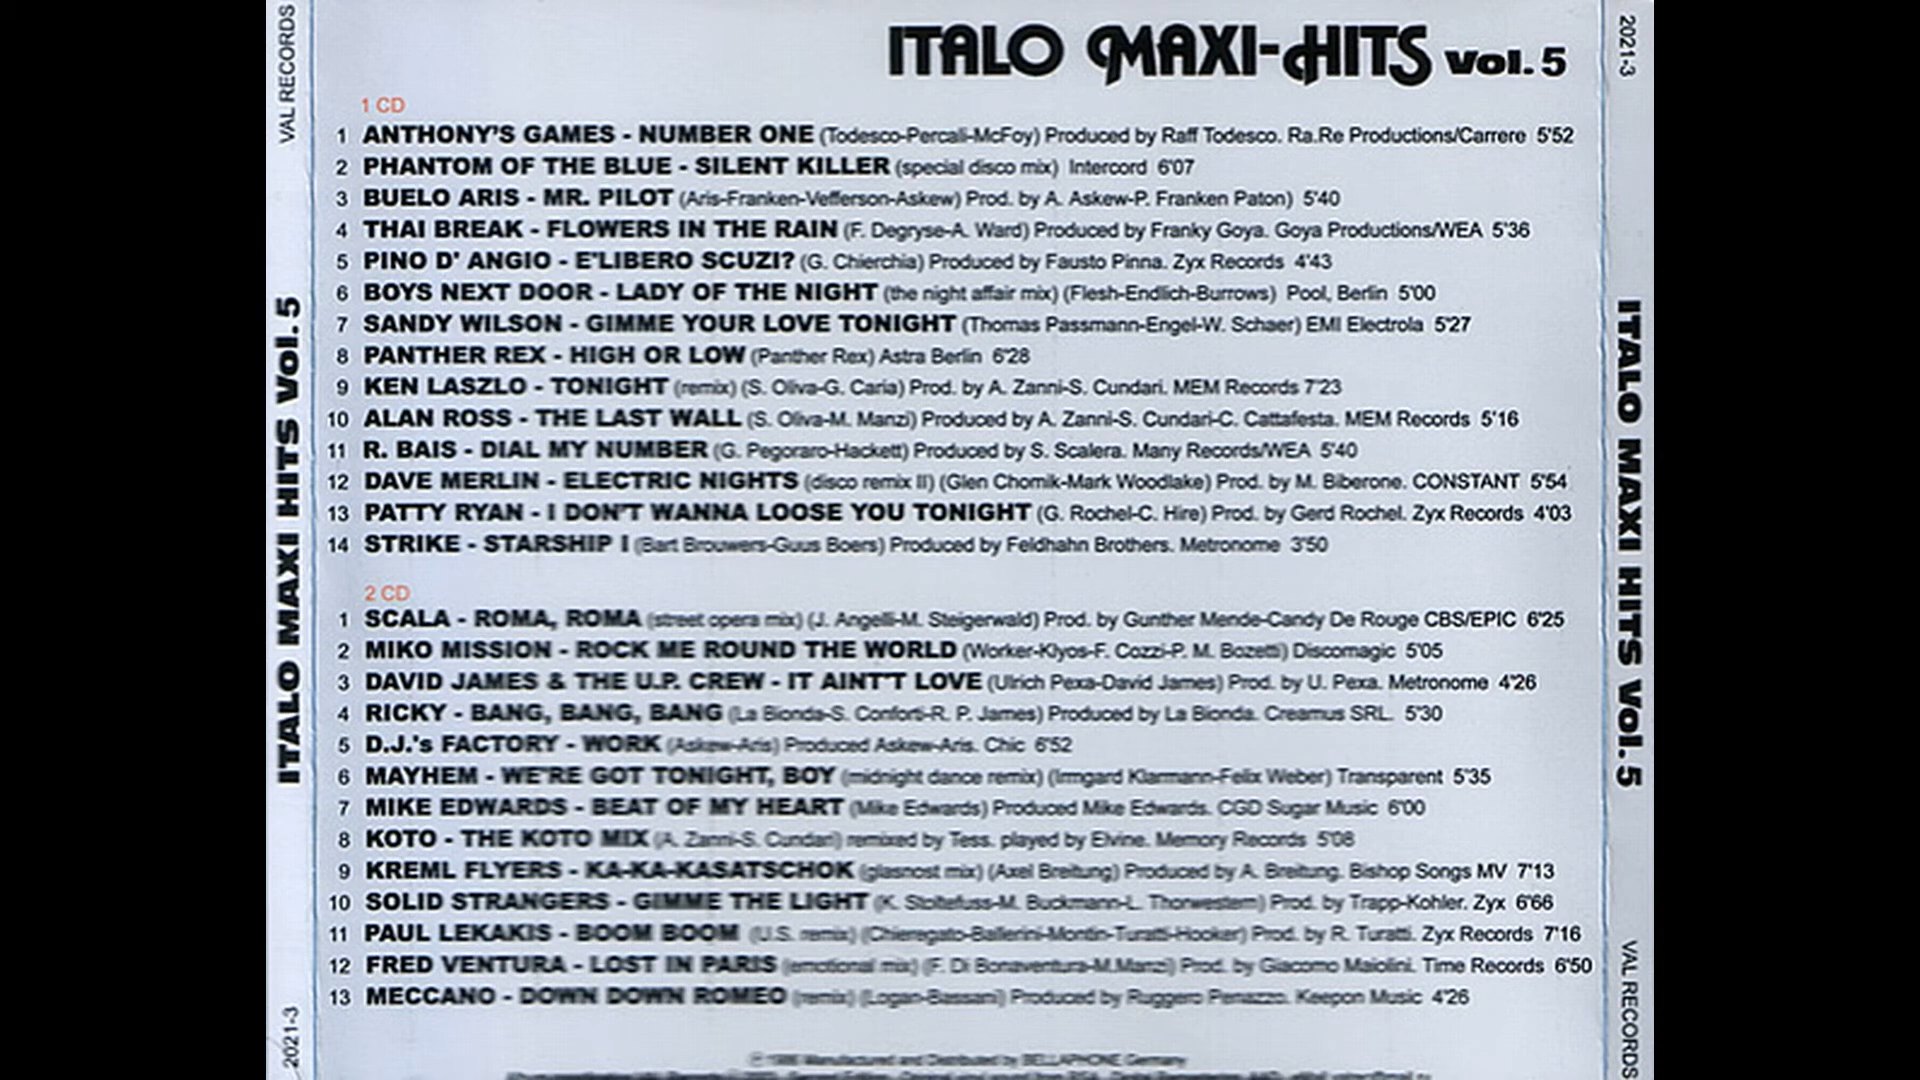 ITALO MAXI-HITS Vol. 5
1 CD
1 ANTHONY'S GAMES - NUMBER ONE (Todesco-Percali-McFoy) Produced by Raff Todesco. Ra.Re Productions/Carrere 5'52
2 PHANTOM OF THE BLUE - SILENT KILLER (special disco mix) Intercord 6'07
3 BUELO ARIS - MR. PILOT (Aris-Franken-Vefferson-Askew) Prod. by A. Askew-P. Franken Paton) 5'40
4 THAI BREAK - FLOWERS IN THE RAIN (F. Degryse-A. Ward) Produced by Franky Goya. Goya Productions/WEA 5'36
5 PINO D' ANGIO - E'LIBERO SCUZI? (G. Chierchia) Produced by Fausto Pinna. Zyx Records 4'43
6 BOYS NEXT DOOR - LADY OF THE NIGHT (the night affair mix) (Flesh-Endlich-Burrows) Pool, Berlin 5'00
7 SANDY WILSON - GIMME YOUR LOVE TONIGHT (Thomas Passmann-Engel-W. Schaer) EMI Electrola 5'27
8 PANTHER REX - HIGH OR LOW (Panther Rex) Astra Berlin 6'28
9 KEN LASZLO - TONIGHT (remix) (S. Oliva-G. Caria) Prod. by A. Zanni-S. Cundari. MEM Records 7'23
10 ALAN ROSS - THE LAST WALL (S. Oliva-M. Manzi) Produced by A. Zanni-S. Cundari-C. Cattafesta. MEM Records 5'16
11 R. BAIS - DIAL MY NUMBER (G. Pegoraro-Hackett) Produced by S. Scalera. Many Records/WEA 5'40
12 DAVE MERLIN - ELECTRIC NIGHTS (disco remix II) (Glen Chornik-Mark Woodlake) Prod. by M. Biberone. CONSTANT 5'54
13 PATTY RYAN - I DON'T WANNA LOOSE YOU TONIGHT (G. Rochel-C. Hire) Prod. by Gerd Rochel. Zyx Records 4'03
14 STRIKE - STARSHIP I (Bart Brouwers-Guus Boers) Produced by Feldhahn Brothers. Metronome 3'50
2 CD
1 SCALA - ROMA, ROMA (street opera mix) (J. Angelli-M. Steigerwald) Prod. by Gunther Mende-Candy De Rouge CBS/EPIC 6'25
2 MIKO MISSION - ROCK ME ROUND THE WORLD (Worker-Klyos-F. Cozzi-P. M. Bozetti) Discomagic 5'05
3 DAVID JAMES & THE U.P. CREW - IT AINT'T LOVE (Ulrich Pexa-David James) Prod. by U. Pexa. Metronome 4'26
4 RICKY - BANG, BANG, BANG (La Bionda-S. Conforti-R. P. James) Produced by La Bionda. Creamus SRL. 5'30
5 D.J.'s FACTORY - WORK (Askew-Aris) Produced Askew-Aris. Chic 6'52
6 MAYHEM - WE'RE GOT TONIGHT, BOY (midnight dance remix) (Irmgard Klarmann-Felix Weber) Transparent 5'35
7 MIKE EDWARDS - BEAT OF MY HEART (Mike Edwards) Produced Mike Edwards. CGD Sugar Music 6'00
8 KOTO - THE KOTO MIX (A. Zanni-S. Cundari) remixed by Tess. played by Elvine. Memory Records 5'08
9 KREML FLYERS - KA-KA-KASATSCHOK (glasnost mix) (Axel Breitung) Produced by A. Breitung. Bishop Songs MV 7'13
10 SOLID STRANGERS - GIMME THE LIGHT (K. Stoltefuss-M. Buckmann-L. Thorwestern) Prod. by Trapp-Kohler. Zyx 6'66
11 PAUL LEKAKIS - BOOM BOOM (U.S. remix) (Chieregato-Ballerini-Montin-Turatti-Hooker) Prod. by R. Turatti. Zyx Records 7'16
12 FRED VENTURA - LOST IN PARIS (emotional mix) (F. Di Bonaventura-M.Manzi) Prod. by Giacomo Maiolini. Time Records 6'50
13 MECCANO - DOWN DOWN ROMEO (remix) (Logan-Bassani) Produced by Ruggero Penazzo. Keepon Music 4'26
Manufactured and Distributed by BELLAPHONE Germany
VAL RECORDS
ITALO MAXI HITS Vol. 5
2021-3
2021-3
ITALO MAXI HITS Vol. 5
VAL RECORDS